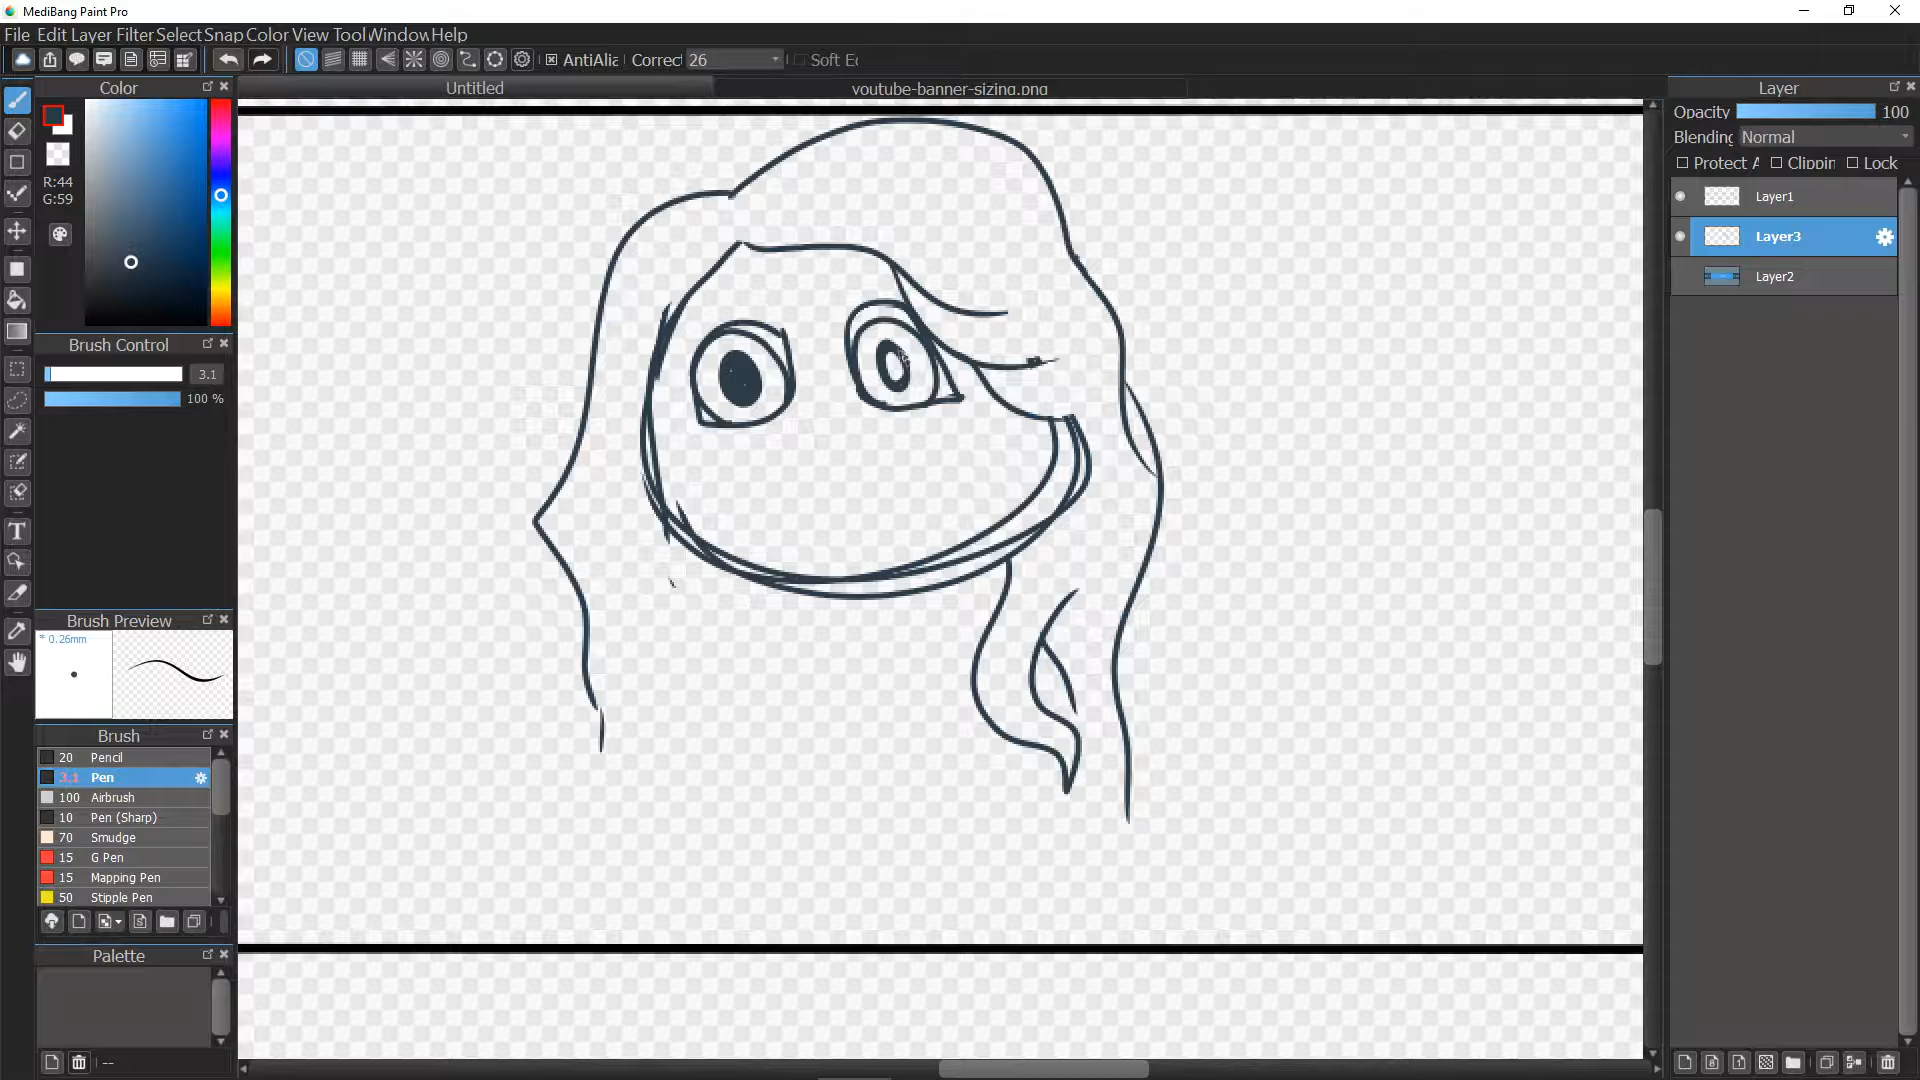 MediBang Paint Pro
File Edit Layer Filter Select Snap Color View Tool Window Help
AntiAlia Correct 26 Soft Ed
Color
Untitled
youtube-banner-sizing.png
Layer
Opacity 100
Blending Normal
Protect A Clippin Lock
R:44
G:59
Layer1
Layer3
Layer2
Brush Control
3.1
100 %
Brush Preview
* 0.26mm
Brush
20 Pencil
3.1 Pen
100 Airbrush
10 Pen (Sharp)
70 Smudge
15 G Pen
15 Mapping Pen
50 Stipple Pen
Palette
--